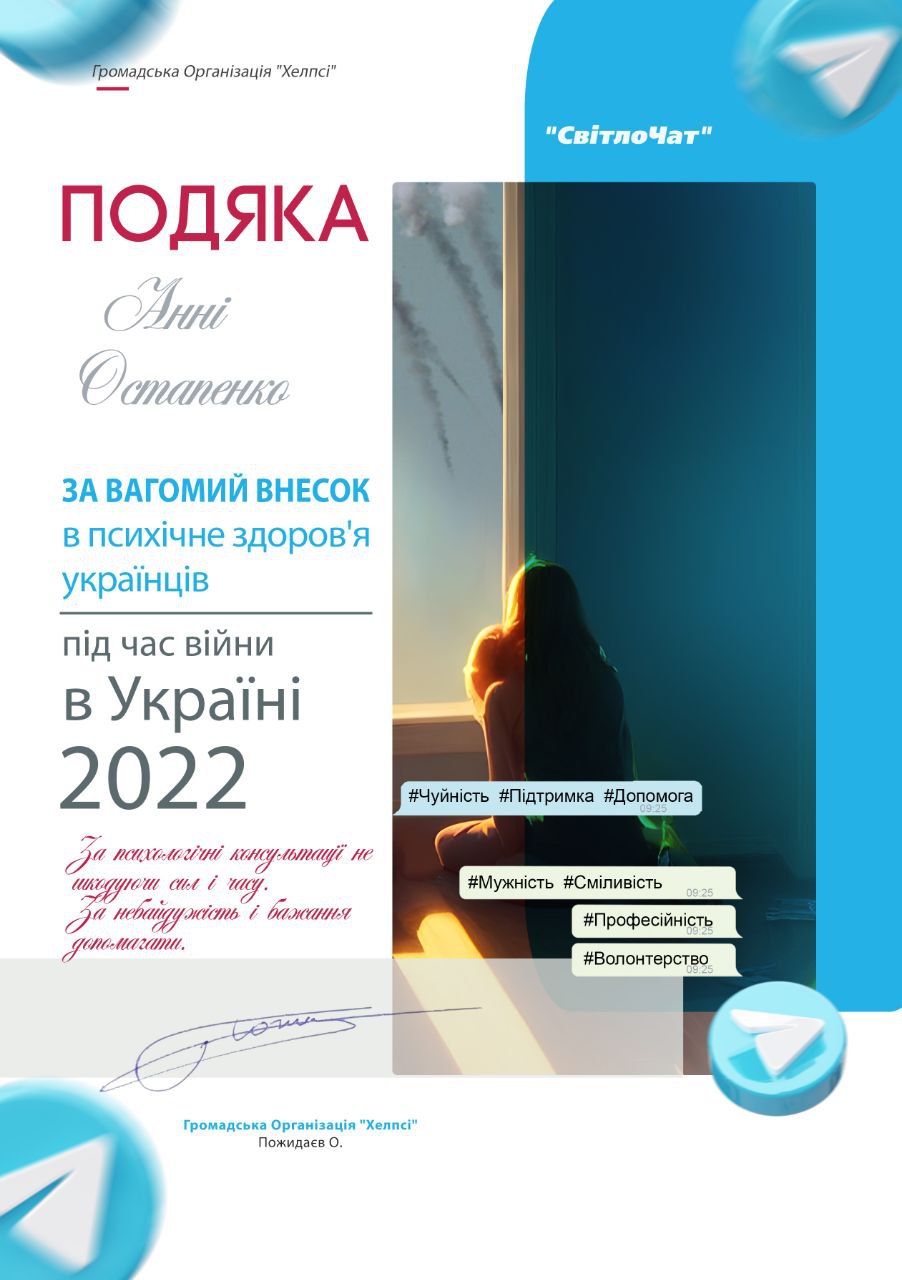 Громадська Організація "Хелпсі"
"СвітлоЧат"
ПОДЯКА
Анні
Остапенко
ЗА ВАГОМИЙ ВНЕСОК
в психічне здоров'я
українців
під час війни
в Україні
2022
За психологічні консультації не
шкодуючи сил і часу.
За небайдужість і бажання
допомагати.
#Чуйність #Підтримка #Допомога
09:25
#Мужність #Сміливість
09:25
#Професійність
09:25
#Волонтерство
09:25
Громадська Організація "Хелпсі"
Пожидаєв О.